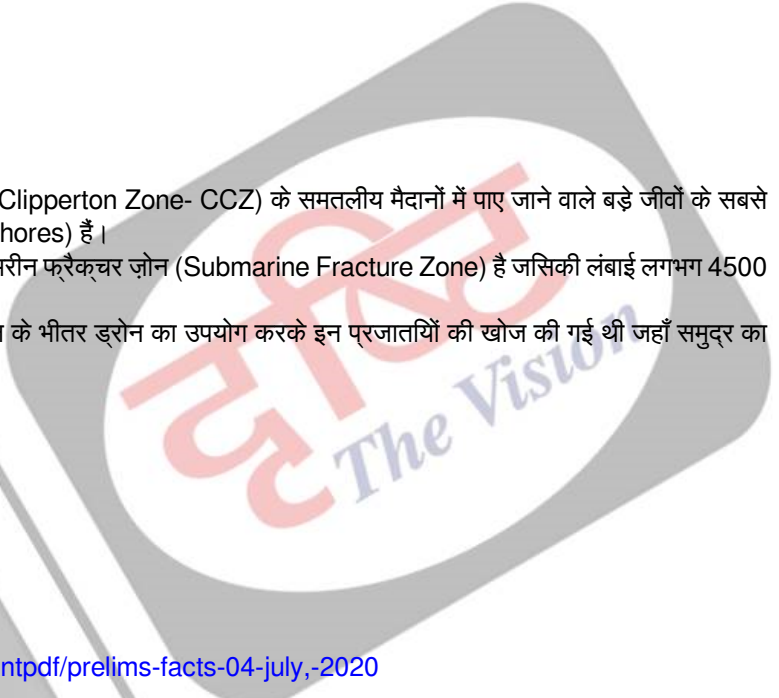 Clipperton Zone- CCZ) के समतलीय मैदानों में पाए जाने वाले बड़े जीवों के सबसे
hores) हैं।
रीन फ्रैक्चर ज़ोन (Submarine Fracture Zone) है जिसकी लंबाई लगभग 4500
के भीतर ड्रोन का उपयोग करके इन प्रजातियों की खोज की गई थी जहाँ समुद्र का
दृष्टि
The Vision
ntpdf/prelims-facts-04-july,-2020